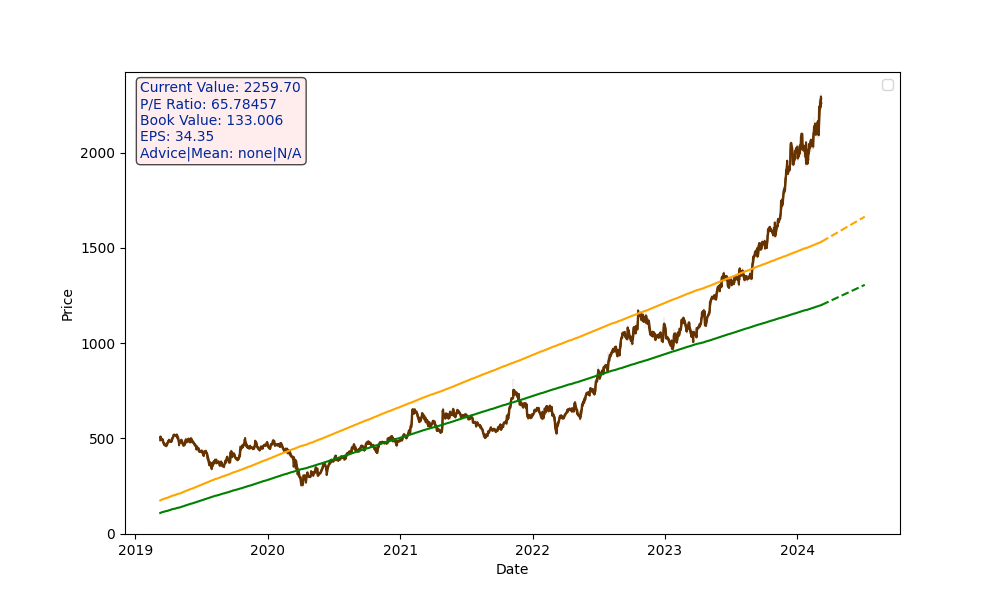 Current Value: 2259.70
P/E Ratio: 65.78457
Book Value: 133.006
EPS: 34.35
Advice|Mean: none|N/A
2000
1500
1000
500
0
Price
2019 2020 2021 2022 2023 2024
Date